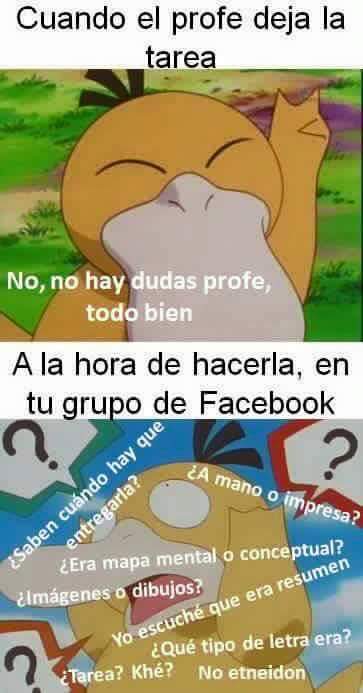 Cuando el profe deja la
tarea
No, no hay dudas profe,
todo bien
A la hora de hacerla, en
tu grupo de Facebook
?
?
¿Saben cuándo hay que
entregarla?
¿A mano o impresa?
¿Era mapa mental o conceptual?
¿Imágenes o dibujos?
Yo escuché que era resumen
¿Qué tipo de letra era?
?
¿Tarea? Khé?
No etneidon